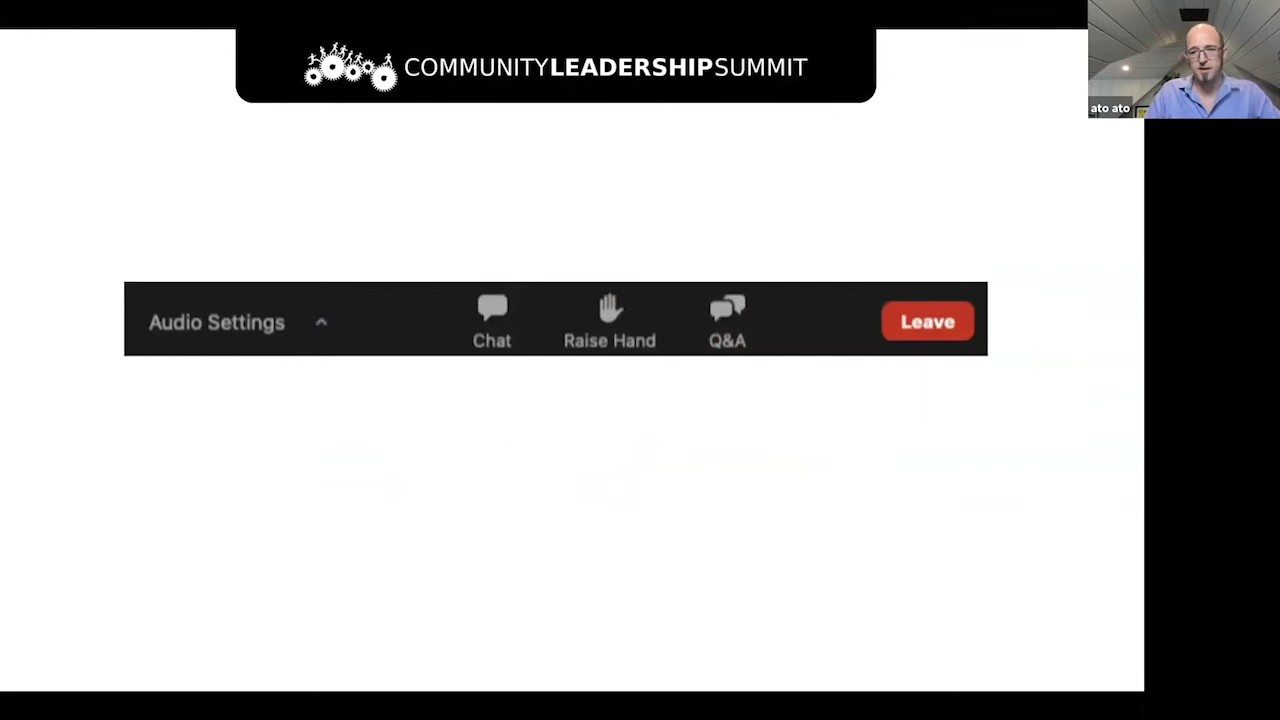 COMMUNITYLEADERSHIPSUMMIT
ato ato
Audio Settings
Chat
Raise Hand
Q&A
Leave